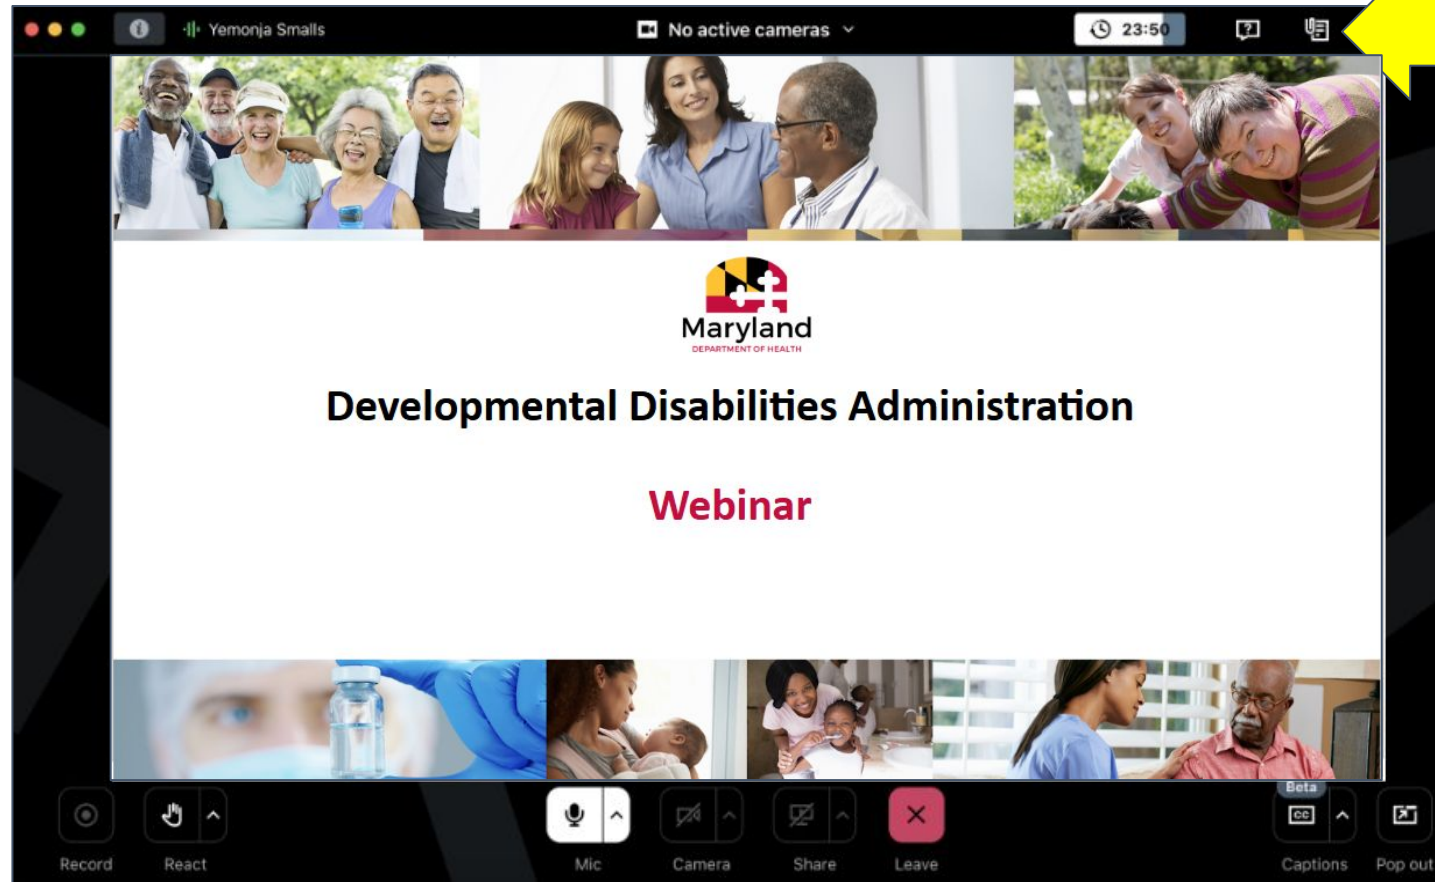 Yemonja Smalls
No active cameras
23:50
Maryland
DEPARTMENT OF HEALTH
Developmental Disabilities Administration
Webinar
Record
React
Mic
Camera
Share
Leave
Beta
CC
Captions
Pop out